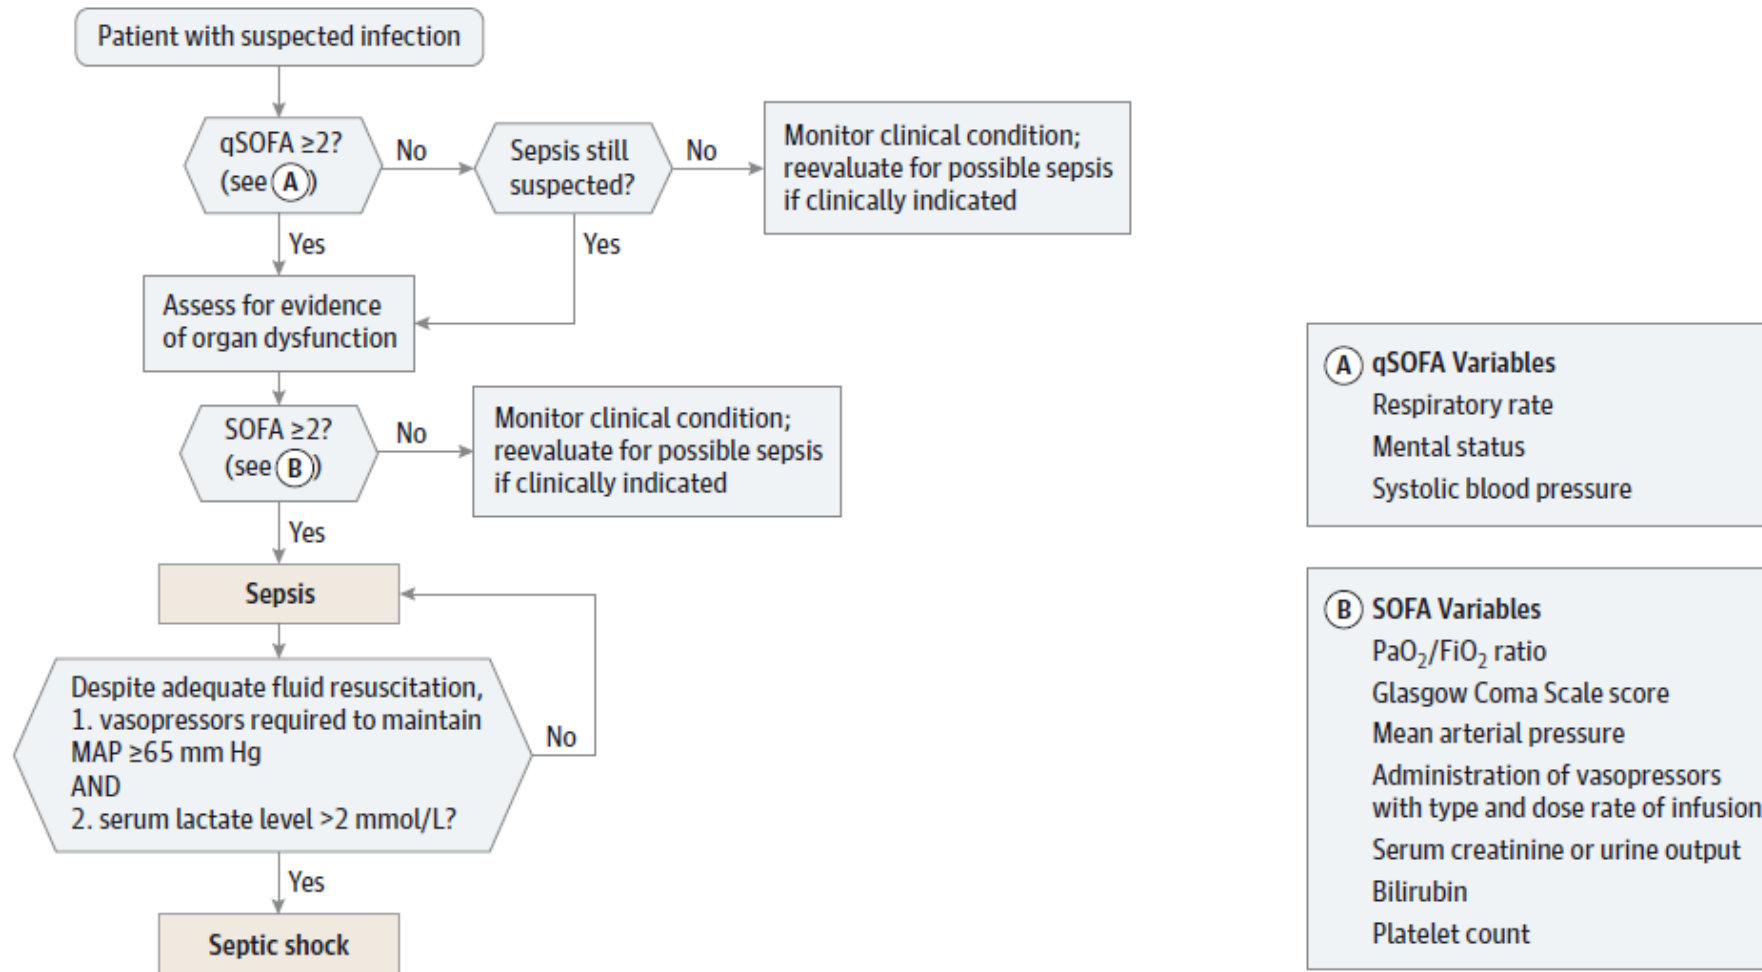 Patient with suspected infection
qSOFA ≥2?
(see A)
No
Sepsis still
suspected?
No
Monitor clinical condition;
reevaluate for possible sepsis
if clinically indicated
Yes
Yes
Assess for evidence
of organ dysfunction
SOFA ≥2?
(see B)
No
Monitor clinical condition;
reevaluate for possible sepsis
if clinically indicated
Yes
Sepsis
Despite adequate fluid resuscitation,
1. vasopressors required to maintain
MAP ≥65 mm Hg
AND
2. serum lactate level >2 mmol/L?
No
Yes
Septic shock
A qSOFA Variables
Respiratory rate
Mental status
Systolic blood pressure
B SOFA Variables
PaO₂/FiO₂ ratio
Glasgow Coma Scale score
Mean arterial pressure
Administration of vasopressors
with type and dose rate of infusion
Serum creatinine or urine output
Bilirubin
Platelet count